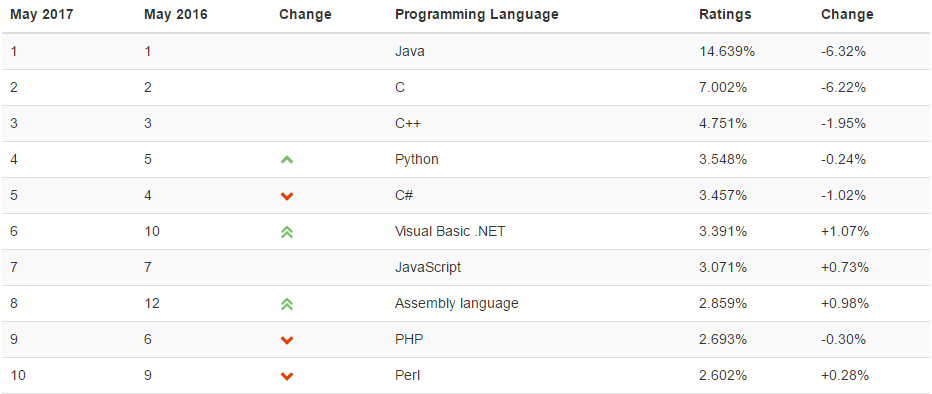 May 2017 May 2016 Change Programming Language Ratings Change
1 1 Java 14.639% -6.32%
2 2 C 7.002% -6.22%
3 3 C++ 4.751% -1.95%
4 5 Python 3.548% -0.24%
5 4 C# 3.457% -1.02%
6 10 Visual Basic .NET 3.391% +1.07%
7 7 JavaScript 3.071% +0.73%
8 12 Assembly language 2.859% +0.98%
9 6 PHP 2.693% -0.30%
10 9 Perl 2.602% +0.28%